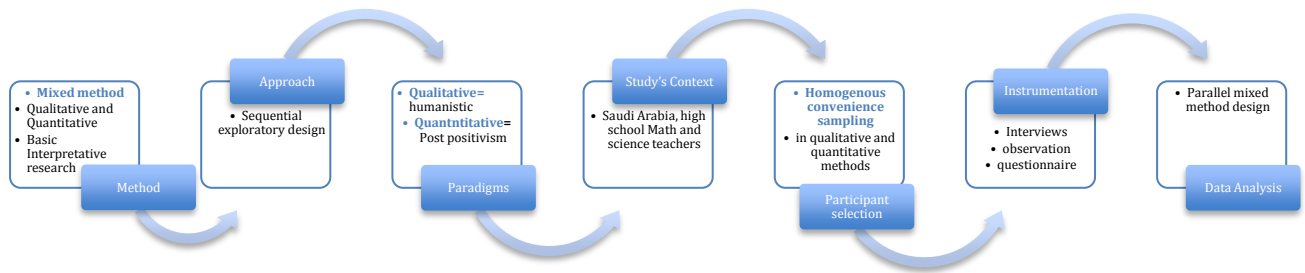 • Mixed method
• Qualitative and
Quantitative
• Basic
Interpretative
research
Method
Approach
• Sequential
exploratory design
• Qualitative=
humanistic
• Quantntitative=
Post positivism
Paradigms
Study's Context
• Saudi Arabia, high
school Math and
science teachers
• Homogenous
convenience
sampling
• in qualitative and
quantitative
methods
Participant
selection
Instrumentation
• Interviews
• observation
• questionnaire
• Parallel mixed
method design
Data Analysis